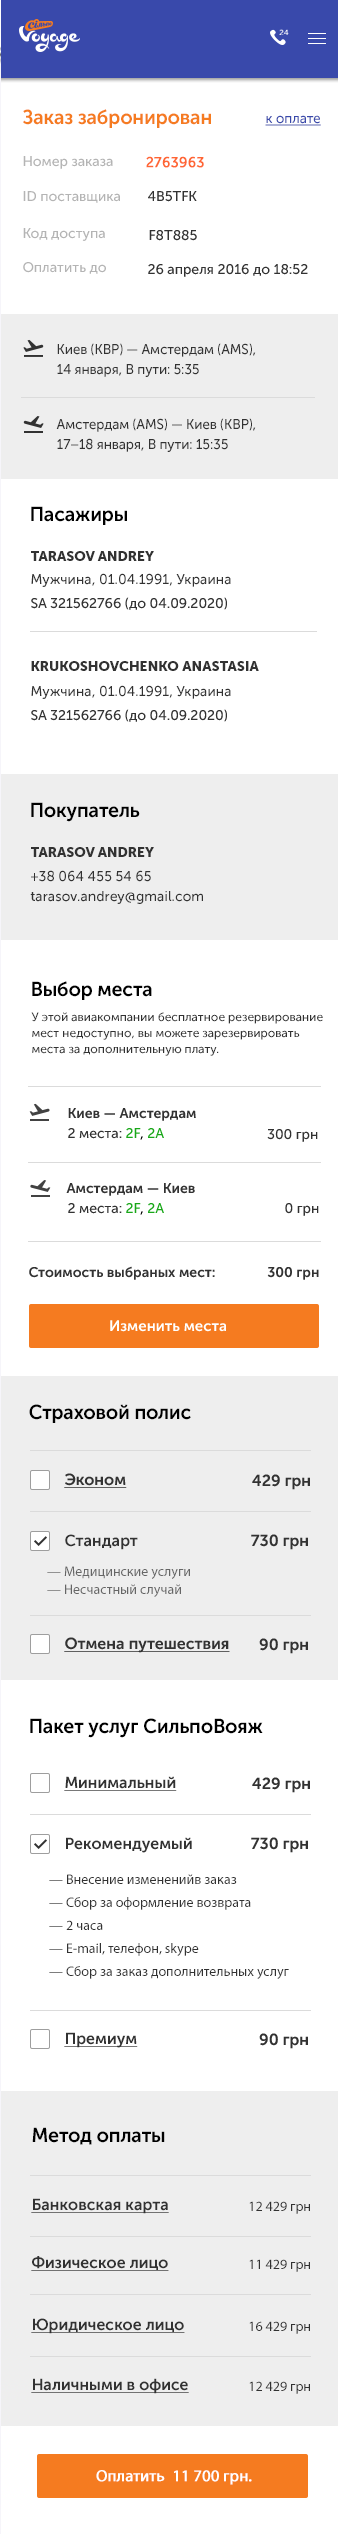 Сільпо
Voyage
24
Заказ забронирован
к оплате
Номер заказа 2763963
ID поставщика 4B5TFK
Код доступа F8T885
Оплатить до 26 апреля 2016 до 18:52
Киев (KBP) — Амстердам (AMS),
14 января, В пути: 5:35
Амстердам (AMS) — Киев (KBP),
17–18 января, В пути: 15:35
Пасажиры
TARASOV ANDREY
Мужчина, 01.04.1991, Украина
SA 321562766 (до 04.09.2020)
KRUKOSHOVCHENKO ANASTASIA
Мужчина, 01.04.1991, Украина
SA 321562766 (до 04.09.2020)
Покупатель
TARASOV ANDREY
+38 064 455 54 65
tarasov.andrey@gmail.com
Выбор места
У этой авиакомпании бесплатное резервирование
мест недоступно, вы можете зарезервировать
места за дополнительную плату.
Киев — Амстердам
2 места: 2F, 2A 300 грн
Амстердам — Киев
2 места: 2F, 2A 0 грн
Стоимость выбраных мест: 300 грн
Изменить места
Страховой полис
Эконом 429 грн
Стандарт 730 грн
— Медицинские услуги
— Несчастный случай
Отмена путешествия 90 грн
Пакет услуг СильпоВояж
Минимальный 429 грн
Рекомендуемый 730 грн
— Внесение измененийв заказ
— Сбор за оформление возврата
— 2 часа
— E-mail, телефон, skype
— Сбор за заказ дополнительных услуг
Премиум 90 грн
Метод оплаты
Банковская карта 12 429 грн
Физическое лицо 11 429 грн
Юридическое лицо 16 429 грн
Наличными в офисе 12 429 грн
Оплатить 11 700 грн.